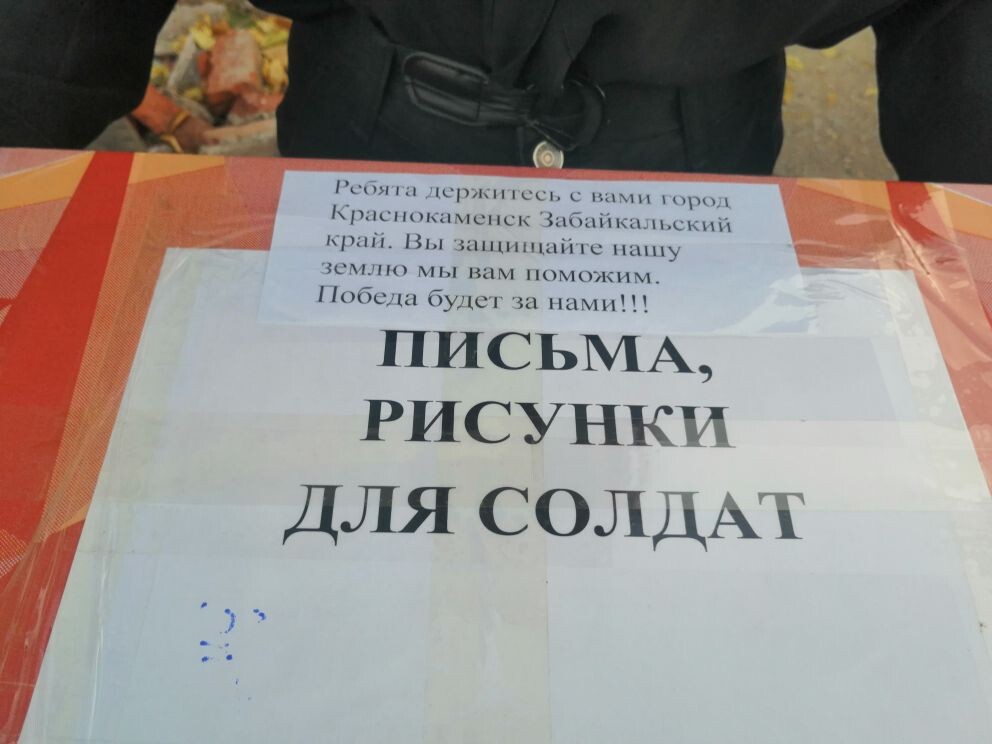 Ребята держитесь с вами город
Краснокаменск Забайкальский
край. Вы защищайте нашу
землю мы вам поможим.
Победа будет за нами!!!
ПИСЬМА,
РИСУНКИ
ДЛЯ СОЛДАТ